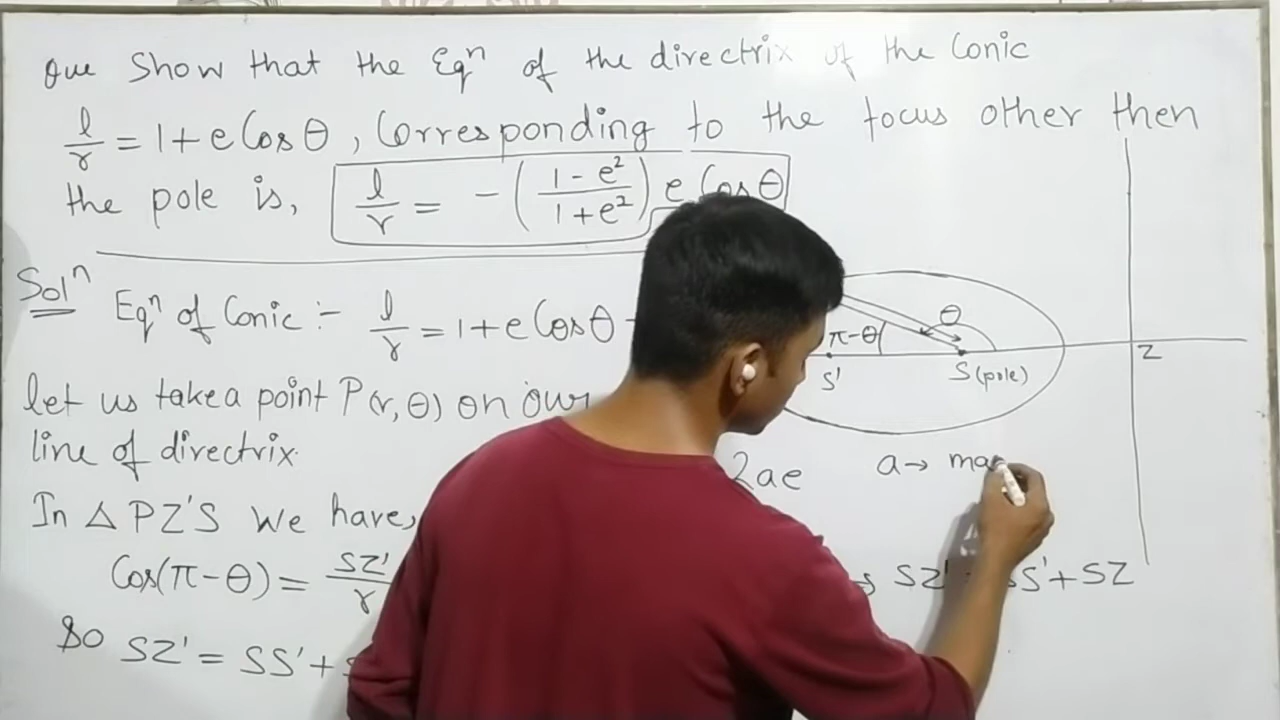 Que Show that the Eqⁿ of the directrix of the Conic
l/r = 1 + e Cos θ , Corresponding to the focus other then
the pole is, l/r = - ( (1 - e²)/(1 + e²) ) e Cos θ
Solⁿ Eqⁿ of Conic :- l/r = 1 + e Cos θ
let us take a point P(r, θ) on our
line of directrix.
In △ PZ'S We have,
Cos(π-θ) = SZ'/r
So SZ' = SS' +
θ
π-θ
S'
S(pole)
Z
2ae
a→ ma
SZ' SS' + SZ